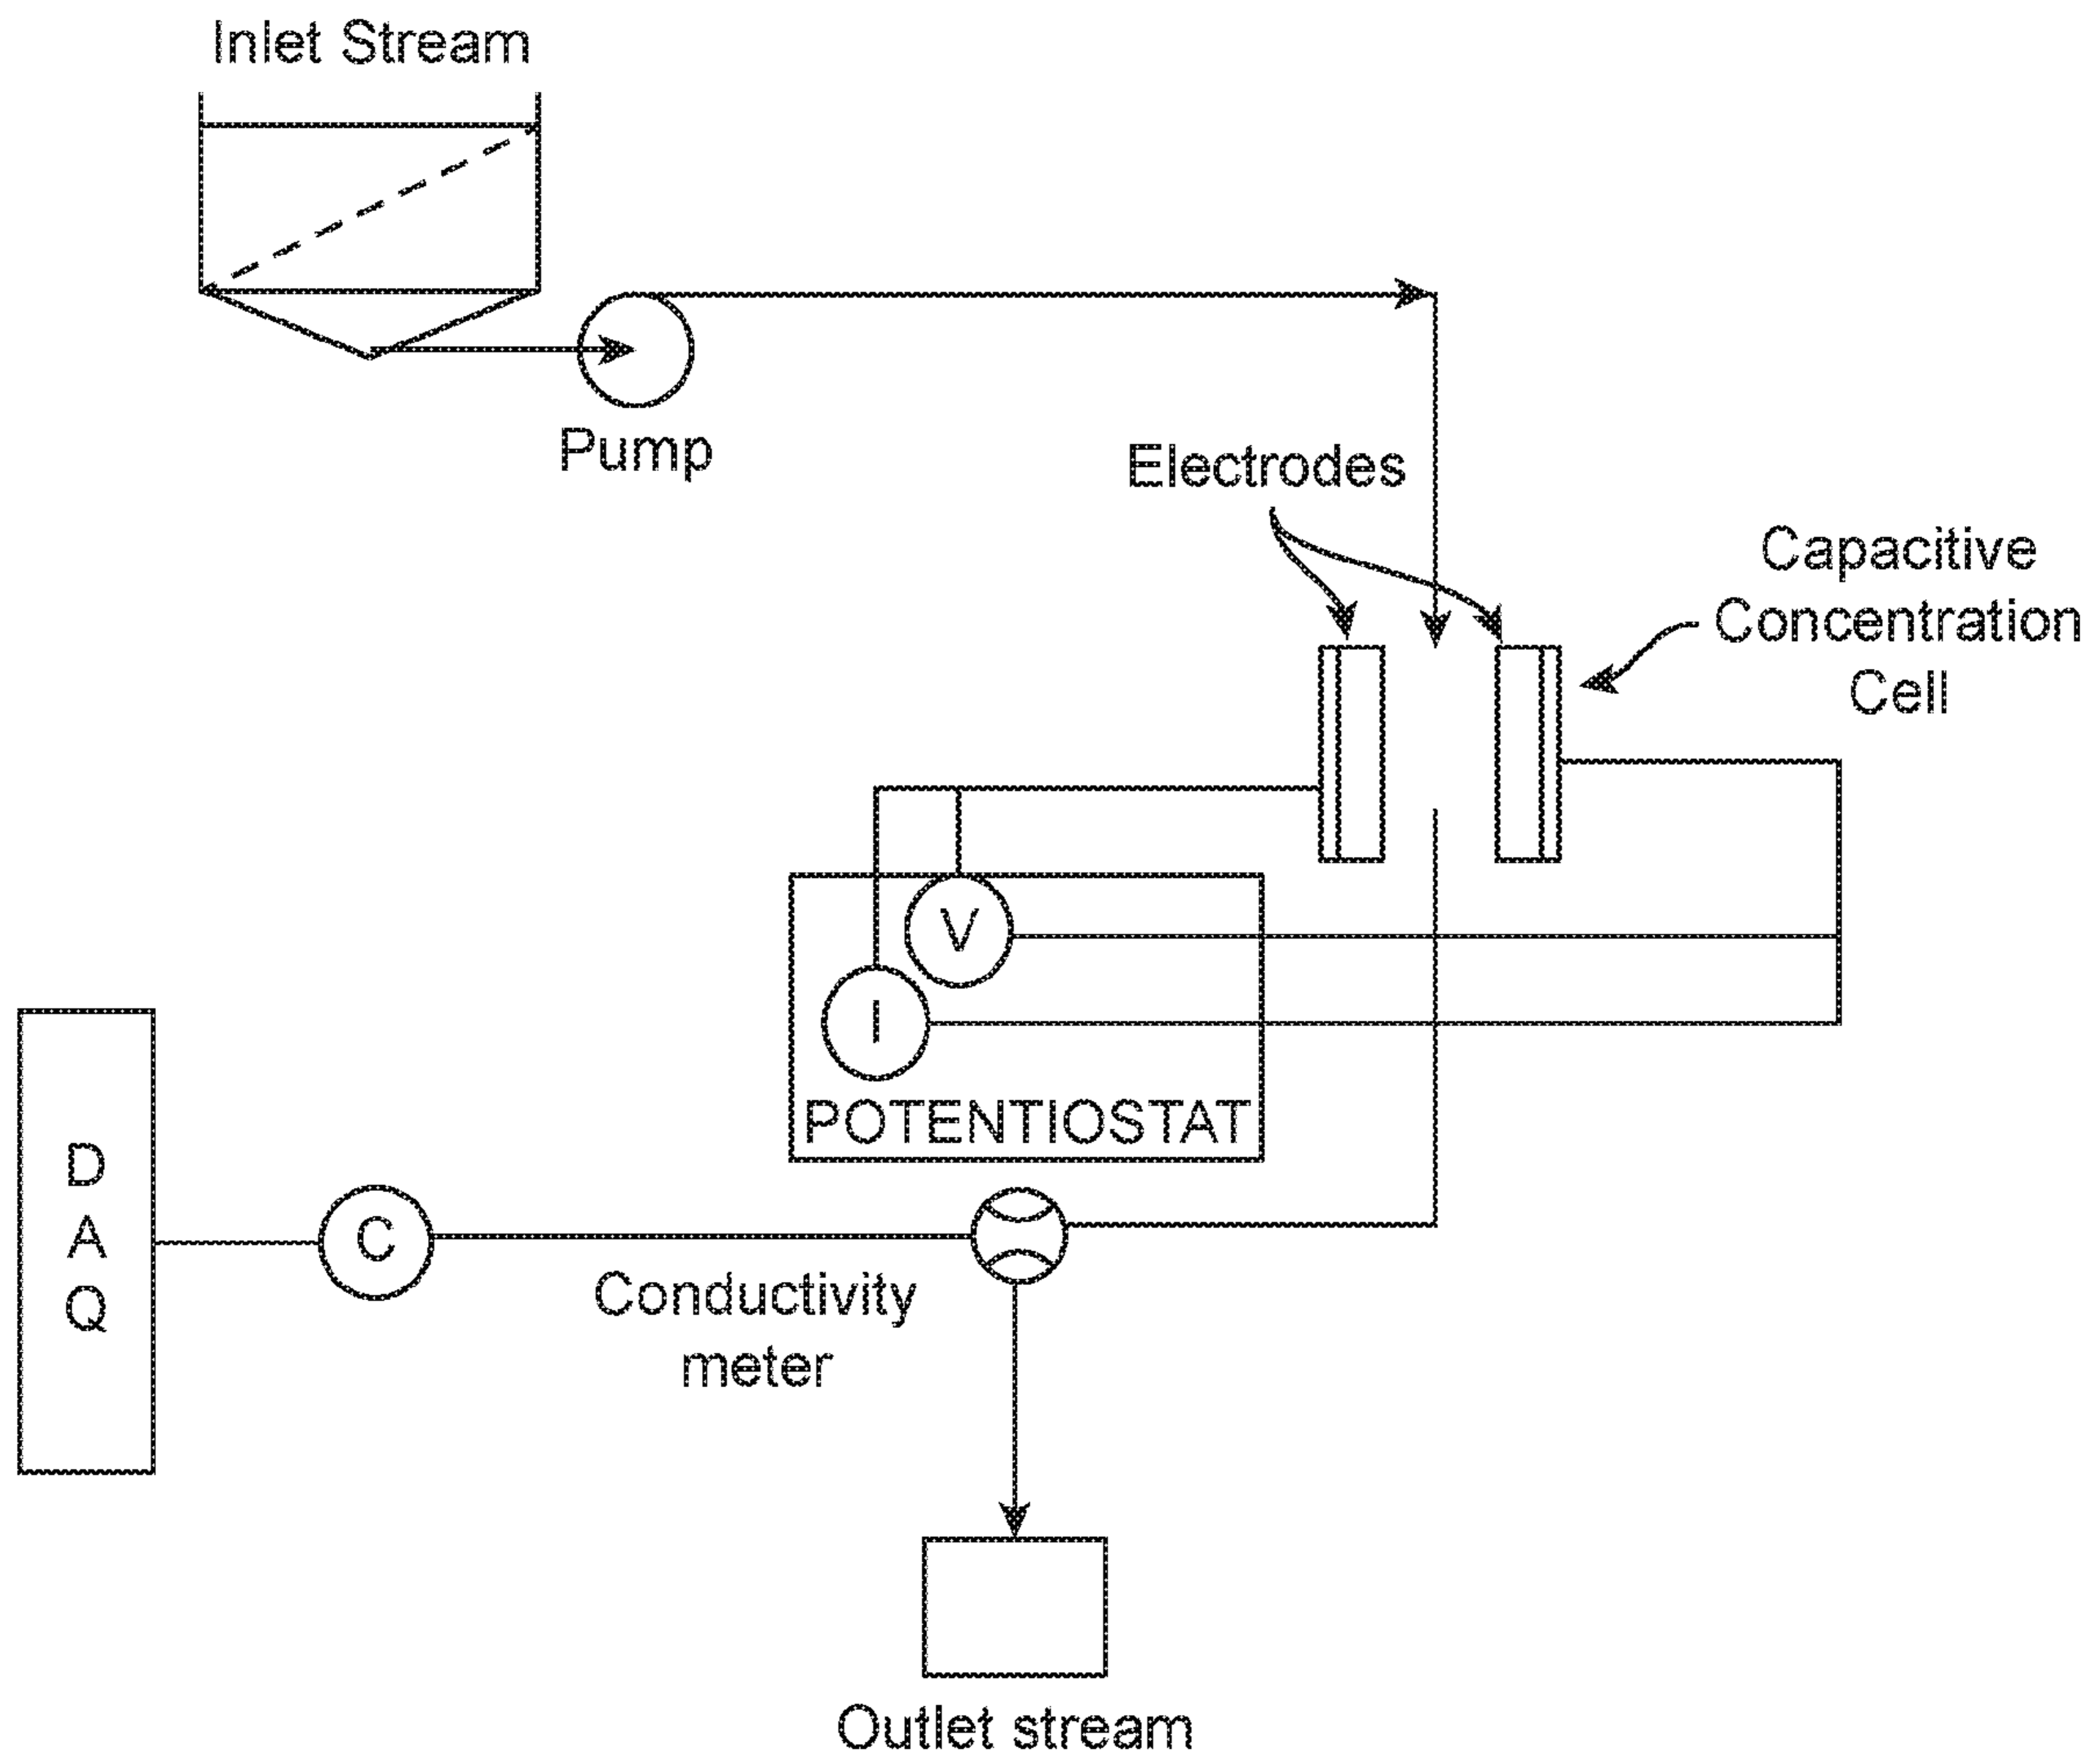 Inlet Stream
Pump
Electrodes
Capacitive
Concentration
Cell
V
I
POTENTIOSTAT
D
A
Q
C
Conductivity
meter
Outlet stream